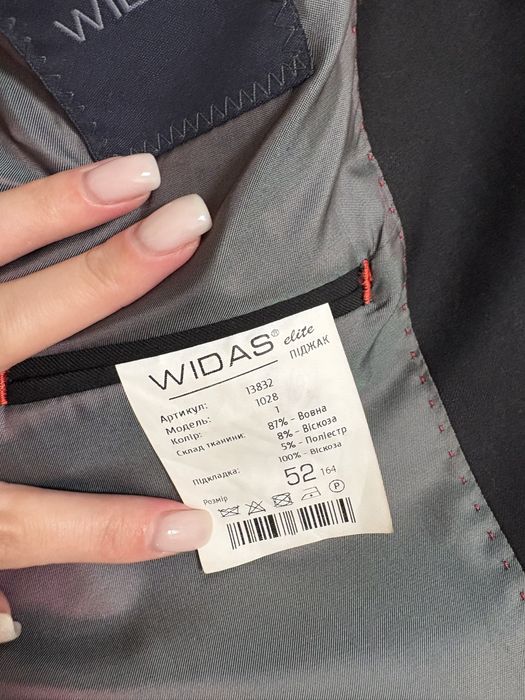 WIDAS® elite
ПІДЖАК
Артикул: 13832
Модель: 1028
Колір: 1
Склад тканини: 87% - Вовна
8% - Віскоза
5% - Поліестр
Підкладка: 100% - Віскоза
Розмір 52 164
P